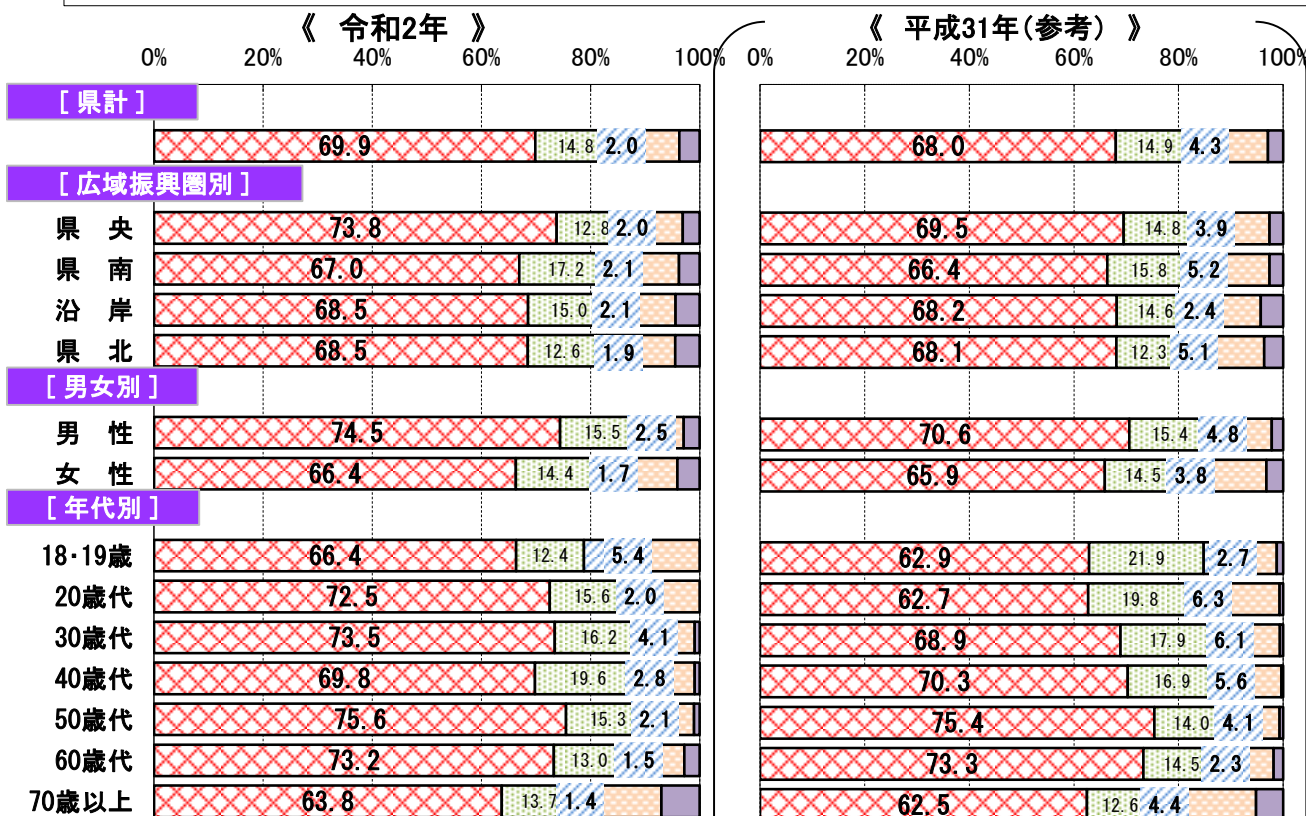 《 令和2年 》 《 平成31年(参考) 》
0% 20% 40% 60% 80% 100% 0% 20% 40% 60% 80% 100%
[ 県計 ]
69.9 14.8 2.0 68.0 14.9 4.3
[ 広域振興圏別 ]
県 央 73.8 12.8 2.0 69.5 14.8 3.9
県 南 67.0 17.2 2.1 66.4 15.8 5.2
沿 岸 68.5 15.0 2.1 68.2 14.6 2.4
県 北 68.5 12.6 1.9 68.1 12.3 5.1
[ 男女別 ]
男 性 74.5 15.5 2.5 70.6 15.4 4.8
女 性 66.4 14.4 1.7 65.9 14.5 3.8
[ 年代別 ]
18・19歳 66.4 12.4 5.4 62.9 21.9 2.7
20歳代 72.5 15.6 2.0 62.7 19.8 6.3
30歳代 73.5 16.2 4.1 68.9 17.9 6.1
40歳代 69.8 19.6 2.8 70.3 16.9 5.6
50歳代 75.6 15.3 2.1 75.4 14.0 4.1
60歳代 73.2 13.0 1.5 73.3 14.5 2.3
70歳以上 63.8 13.7 1.4 62.5 12.6 4.4